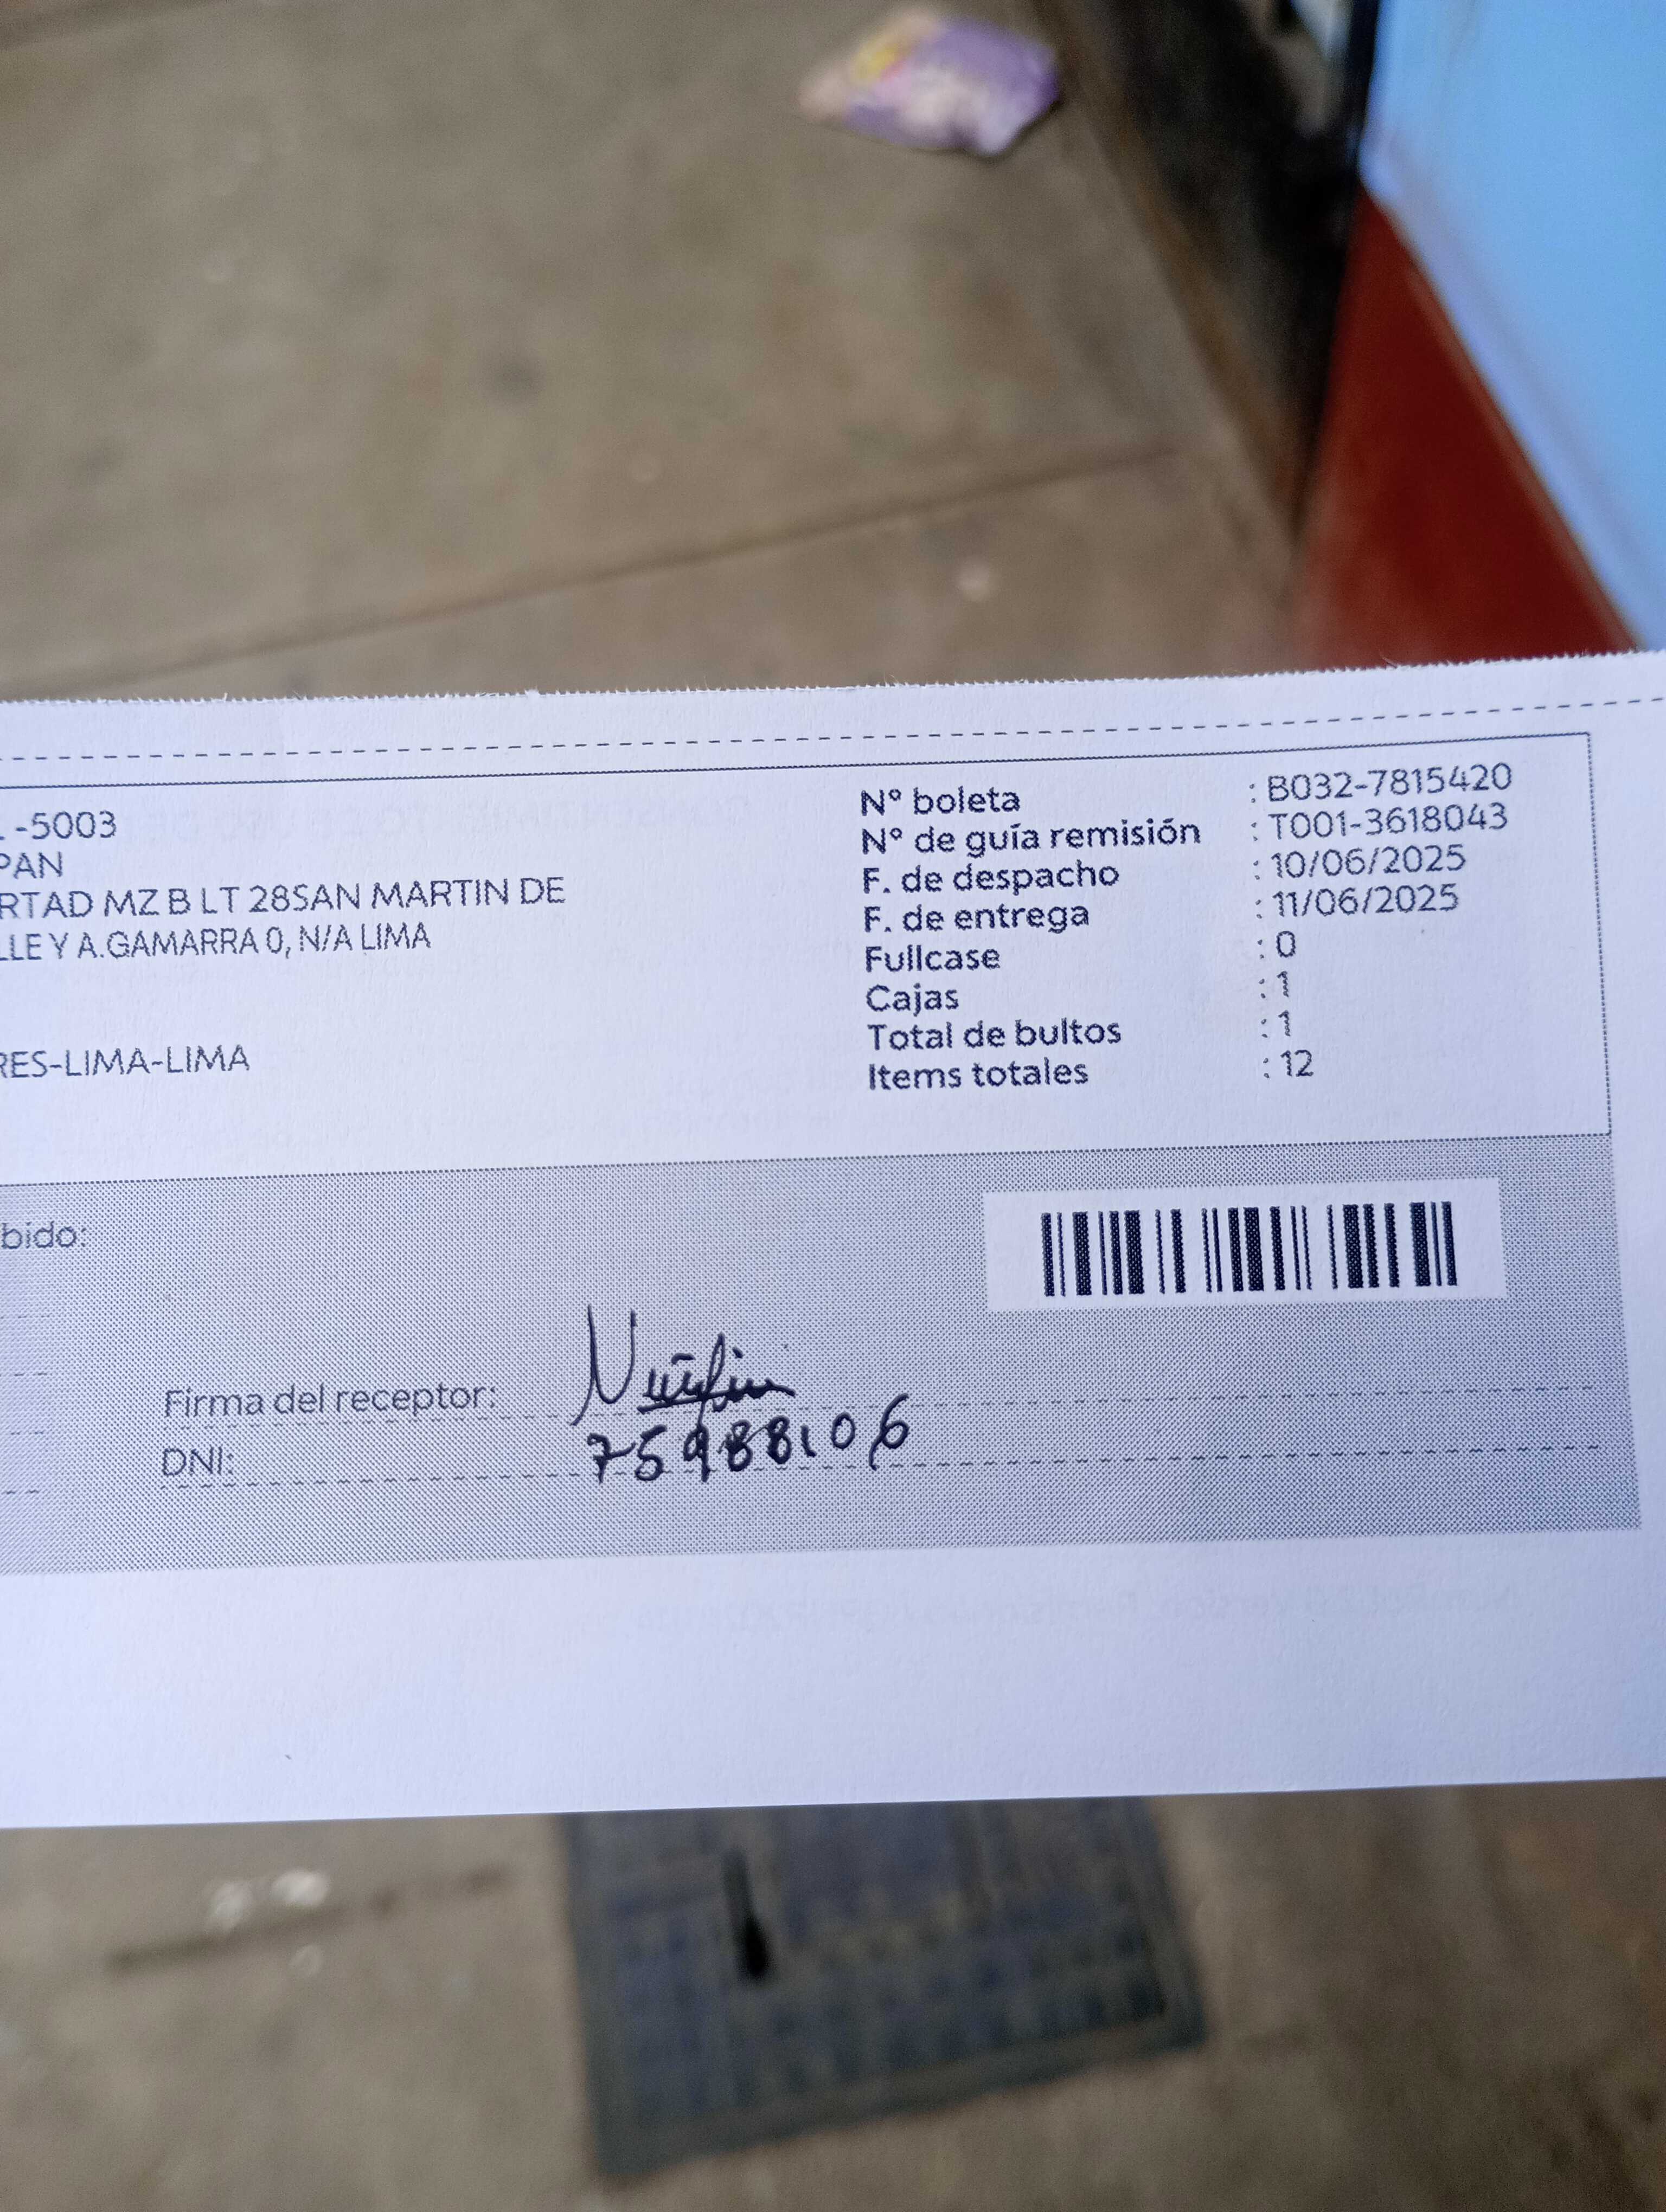 -5003
PAN
RTAD MZ B LT 28SAN MARTIN DE
LLE Y A.GAMARRA 0, N/A LIMA
RES-LIMA-LIMA
N° boleta : B032-7815420
N° de guía remisión : T001-3618043
F. de despacho : 10/06/2025
F. de entrega : 11/06/2025
Fullcase : 0
Cajas : 1
Total de bultos : 1
Items totales : 12
bido:
Firma del receptor:
DNI: 75988106